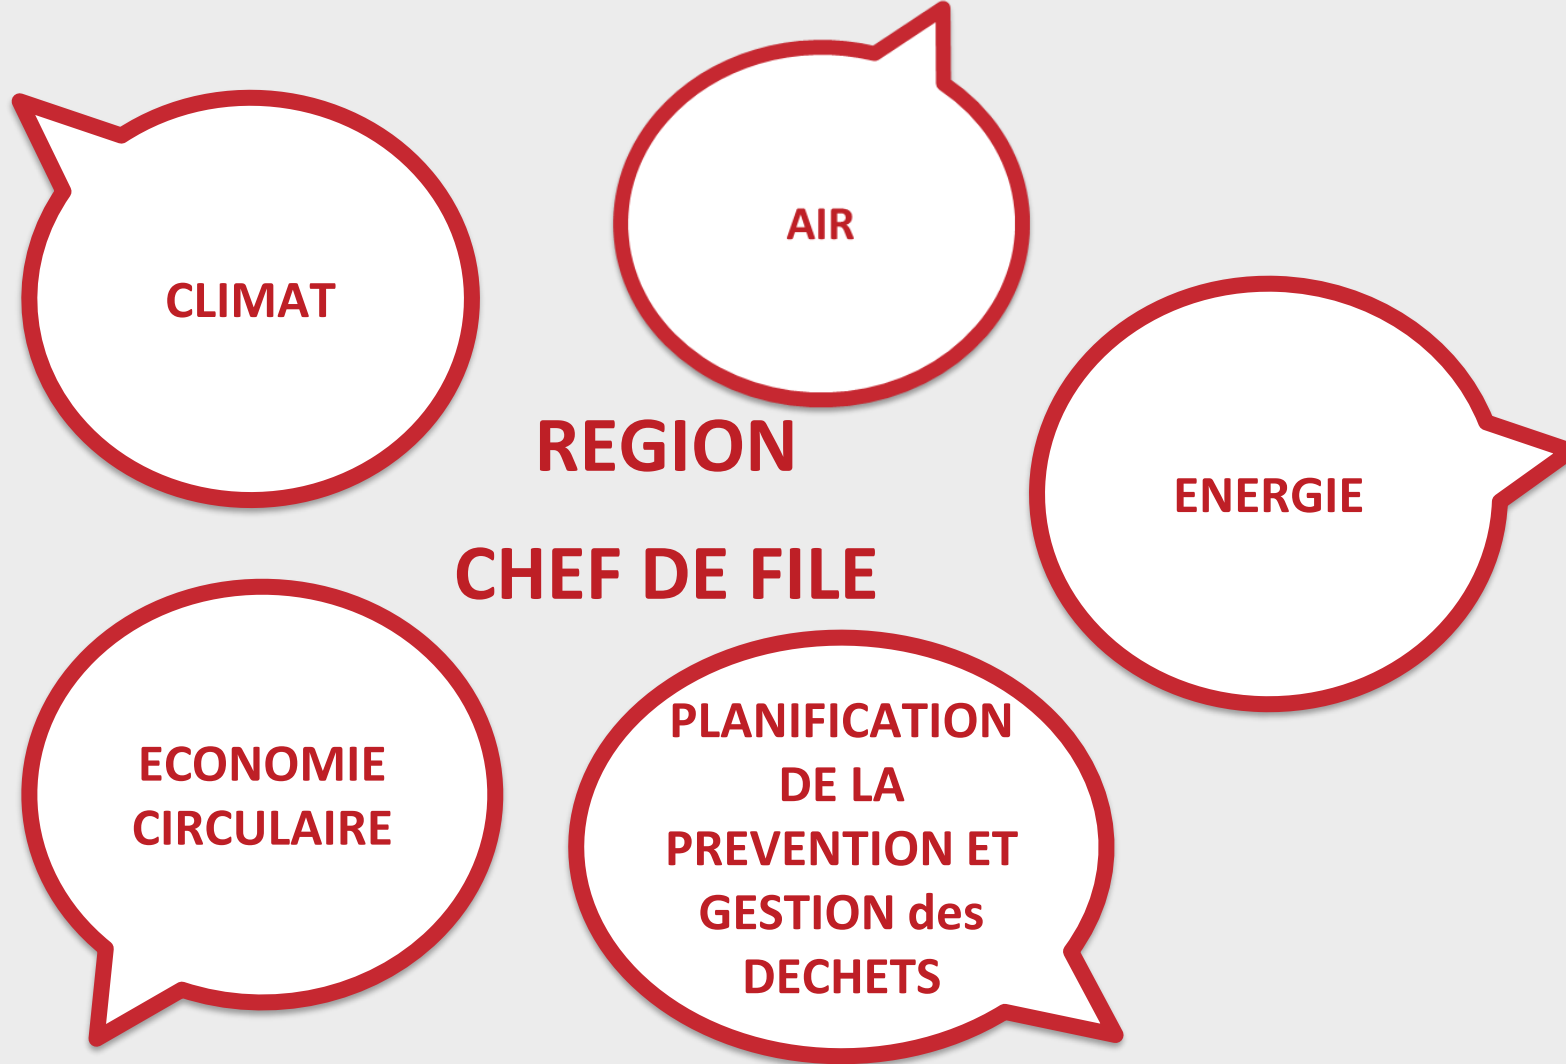 AIR
CLIMAT
REGION
CHEF DE FILE
ENERGIE
ECONOMIE
CIRCULAIRE
PLANIFICATION
DE LA
PREVENTION ET
GESTION des
DECHETS